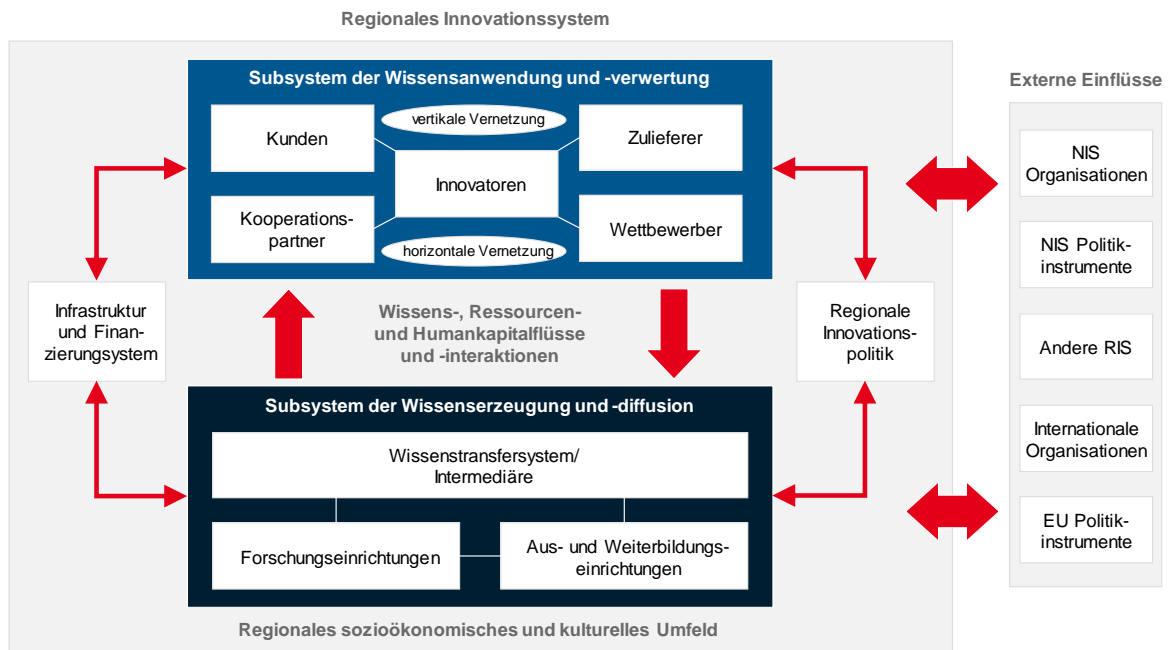 Regionales Innovationssystem
Subsystem der Wissensanwendung und -verwertung
Kunden
vertikale Vernetzung
Zulieferer
Innovatoren
Kooperations-
partner
horizontale Vernetzung
Wettbewerber
Infrastruktur
und Finan-
zierungsystem
Wissens-, Ressourcen-
und Humankapitalflüsse
und -interaktionen
Regionale
Innovations-
politik
Subsystem der Wissenserzeugung und -diffusion
Wissenstransfersystem/
Intermediäre
Forschungseinrichtungen
Aus- und Weiterbildungs-
einrichtungen
Regionales sozioökonomisches und kulturelles Umfeld
Externe Einflüsse
NIS
Organisationen
NIS Politik-
instrumente
Andere RIS
Internationale
Organisationen
EU Politik-
instrumente